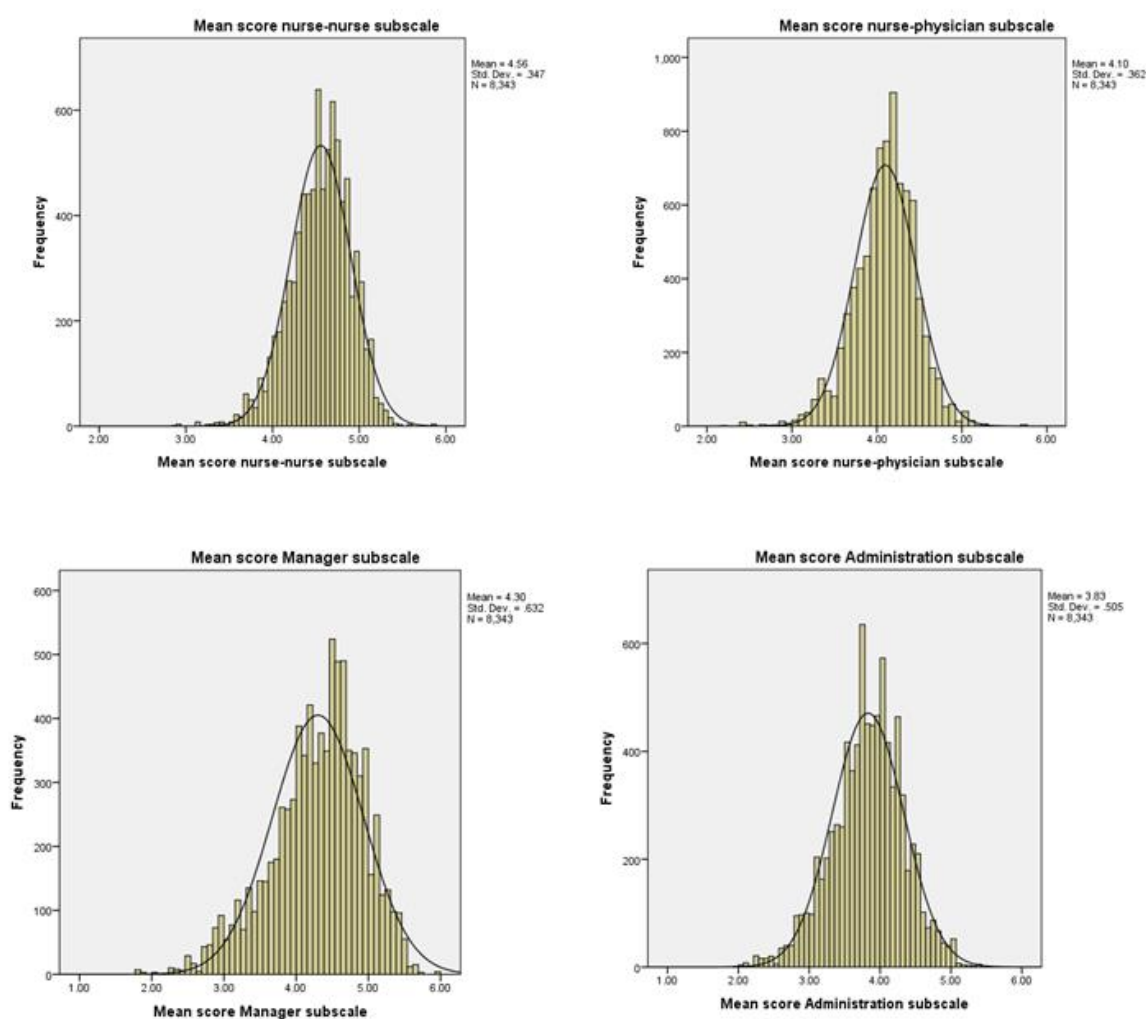 Mean score nurse-nurse subscale
Mean = 4.56
Std. Dev. = .347
N = 8,343
600
400
200
0
Frequency
2.00 3.00 4.00 5.00 6.00
Mean score nurse-nurse subscale
Mean score nurse-physician subscale
Mean = 4.10
Std. Dev. = .362
N = 8,343
1,000
800
600
400
200
0
Frequency
2.00 3.00 4.00 5.00 6.00
Mean score nurse-physician subscale
Mean score Manager subscale
Mean = 4.30
Std. Dev. = .632
N = 8,343
600
500
400
300
200
100
0
Frequency
1.00 2.00 3.00 4.00 5.00 6.00
Mean score Manager subscale
Mean score Administration subscale
Mean = 3.83
Std. Dev. = .505
N = 8,343
600
400
200
0
Frequency
1.00 2.00 3.00 4.00 5.00 6.00
Mean score Administration subscale